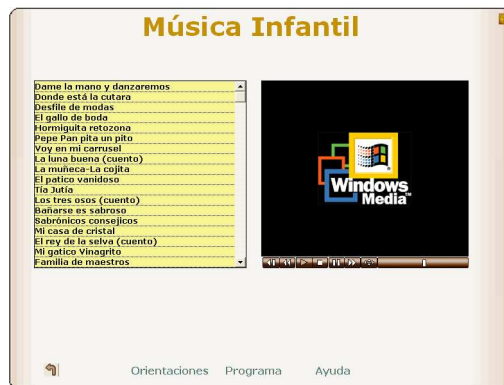 Música Infantil
Dame la mano y danzaremos
Donde está la cutara
Desfile de modas
El gallo de boda
Hormiguita retozona
Pepe Pan pita un pito
Voy en mi carrusel
La luna buena (cuento)
La muñeca-La cojita
El patico vanidoso
Tía Jutía
Los tres osos (cuento)
Bañarse es sabroso
Sabrónicos consejicos
Mi casa de cristal
El rey de la selva (cuento)
Mi gatico Vinagrito
Familia de maestros
Windows
Media
Orientaciones Programa Ayuda